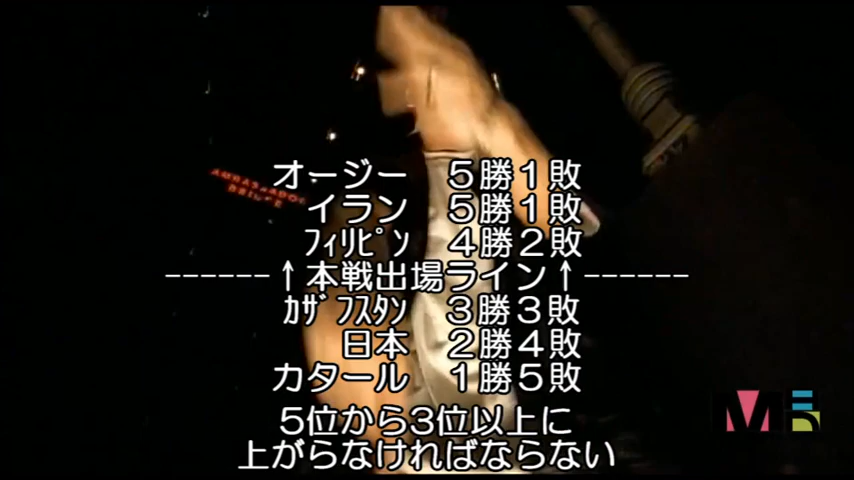 AMBASSADOR
BRIDGE
オージー　５勝１敗
イラン　５勝１敗
ﾌｨﾘﾋﾟﾝ　４勝２敗
------↑本戦出場ライン↑------
ｶｻﾞﾌｽﾀﾝ　３勝３敗
日本　２勝４敗
カタール　１勝５敗
５位から3位以上に
上がらなければならない